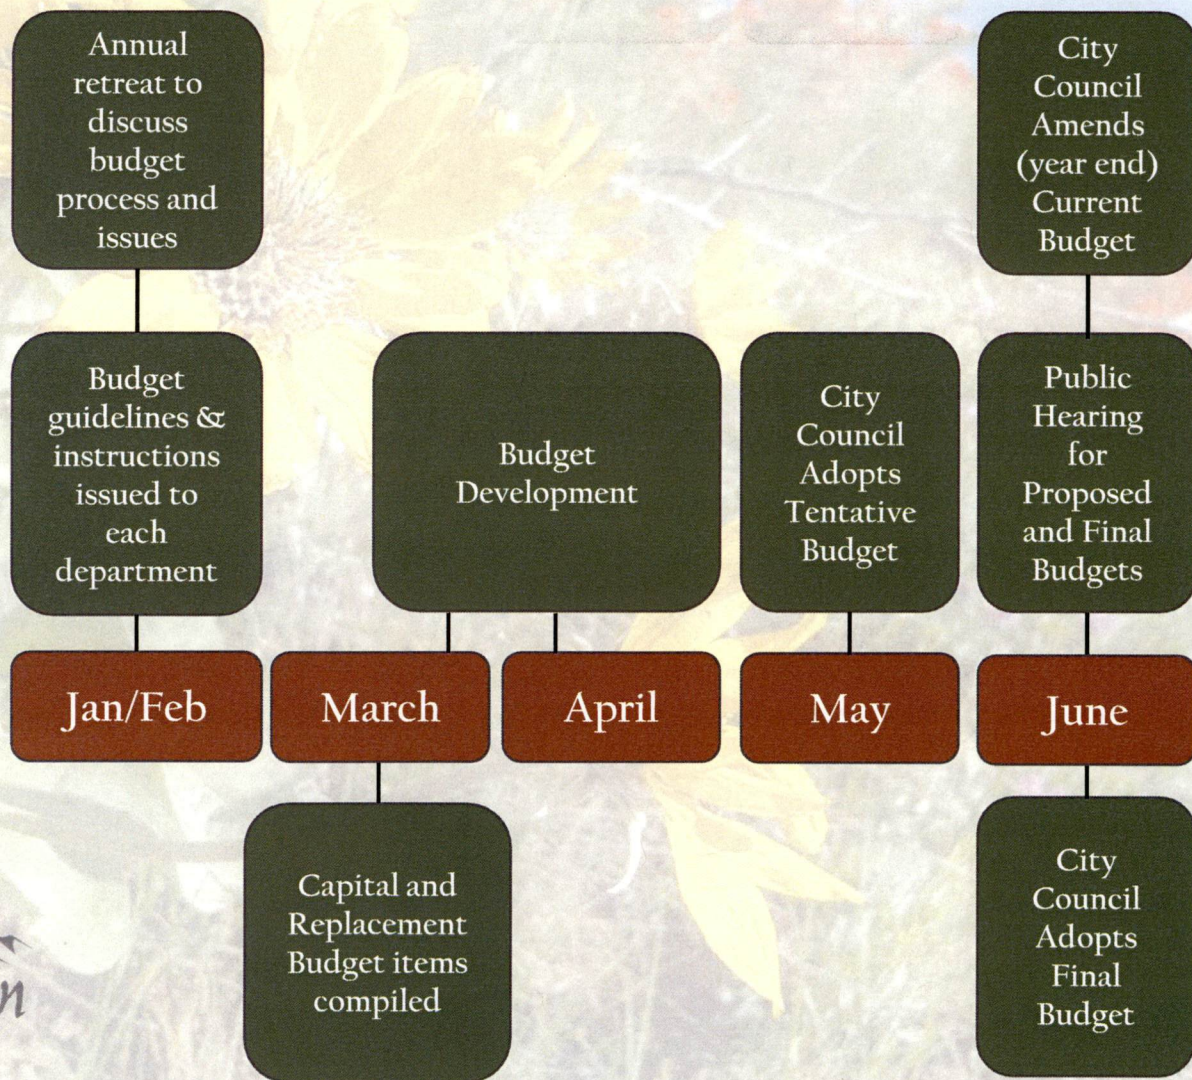 Annual
retreat to
discuss
budget
process and
issues
City
Council
Amends
(year end)
Current
Budget
Budget
guidelines &
instructions
issued to
each
department
Budget
Development
City
Council
Adopts
Tentative
Budget
Public
Hearing
for
Proposed
and Final
Budgets
Jan/Feb
March
April
May
June
Capital and
Replacement
Budget items
compiled
City
Council
Adopts
Final
Budget